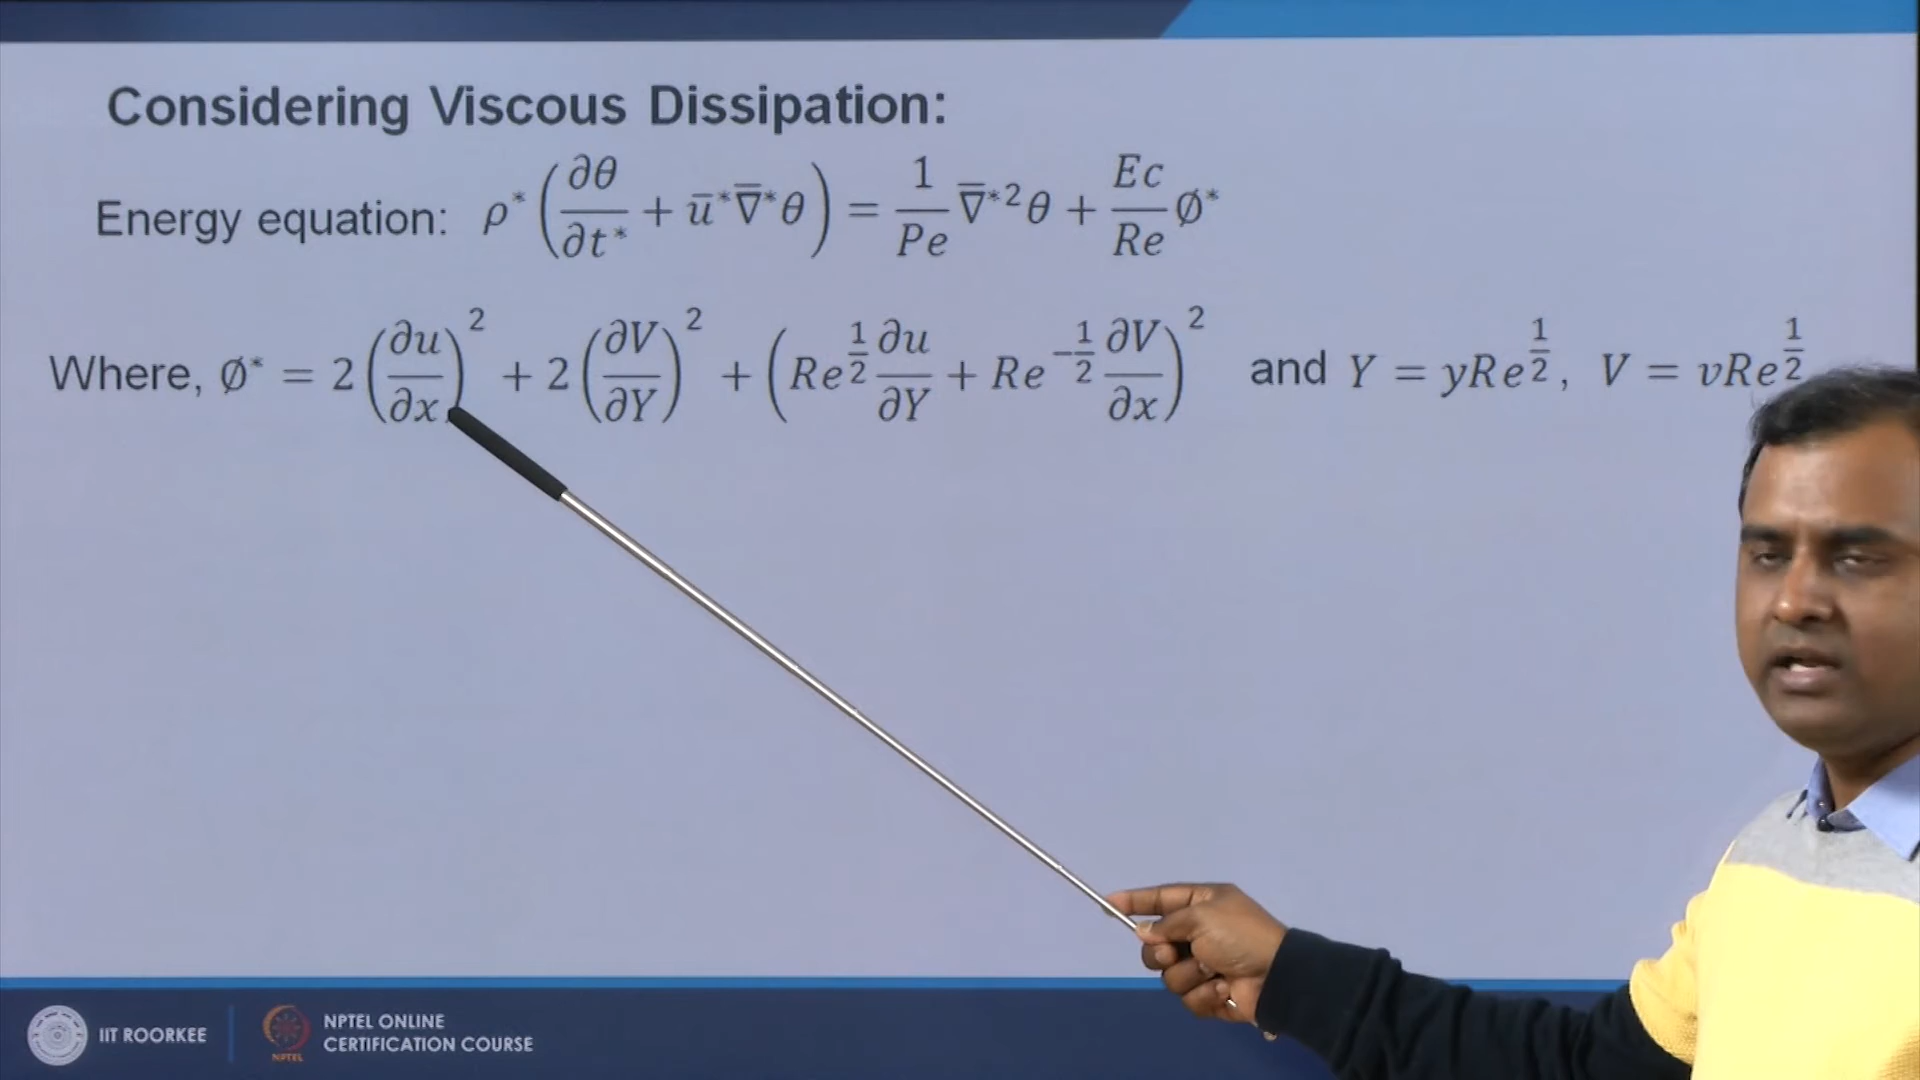 Considering Viscous Dissipation:
Energy equation: ρ* (∂θ/∂t* + ū*∇̿*θ) = 1/Pe ∇̿*²θ + Ec/Re ∅*
Where, ∅* = 2(∂u/∂x)² + 2(∂V/∂Y)² + (Re^½ ∂u/∂Y + Re^-½ ∂V/∂x)² and Y = yRe^½, V = vRe^½
IIT ROORKEE
NPTEL
NPTEL ONLINE
CERTIFICATION COURSE